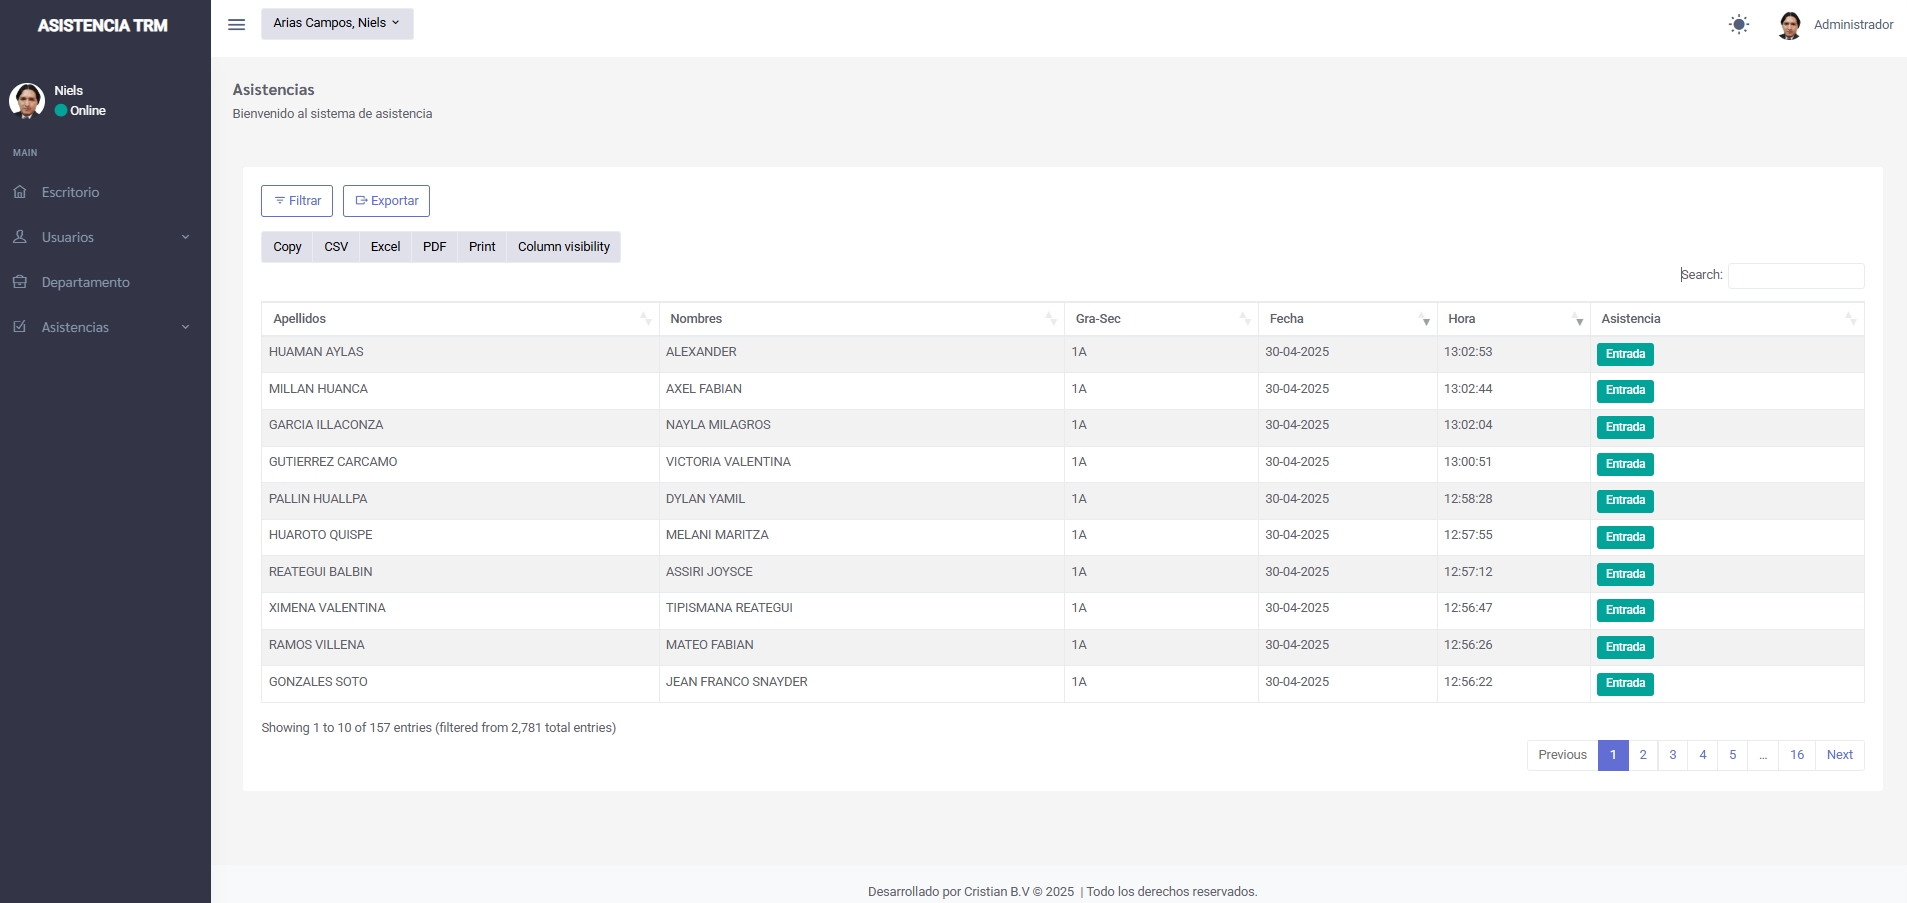 ASISTENCIA TRM
Arias Campos, Niels
Administrador
Niels
Online
MAIN
Escritorio
Usuarios
Departamento
Asistencias
Asistencias
Bienvenido al sistema de asistencia
Filtrar Exportar
Copy CSV Excel PDF Print Column visibility
Search:
Apellidos Nombres Gra-Sec Fecha Hora Asistencia
HUAMAN AYLAS ALEXANDER 1A 30-04-2025 13:02:53 Entrada
MILLAN HUANCA AXEL FABIAN 1A 30-04-2025 13:02:44 Entrada
GARCIA ILLACONZA NAYLA MILAGROS 1A 30-04-2025 13:02:04 Entrada
GUTIERREZ CARCAMO VICTORIA VALENTINA 1A 30-04-2025 13:00:51 Entrada
PALLIN HUALLPA DYLAN YAMIL 1A 30-04-2025 12:58:28 Entrada
HUAROTO QUISPE MELANI MARITZA 1A 30-04-2025 12:57:55 Entrada
REATEGUI BALBIN ASSIRI JOYSCE 1A 30-04-2025 12:57:12 Entrada
XIMENA VALENTINA TIPISMANA REATEGUI 1A 30-04-2025 12:56:47 Entrada
RAMOS VILLENA MATEO FABIAN 1A 30-04-2025 12:56:26 Entrada
GONZALES SOTO JEAN FRANCO SNAYDER 1A 30-04-2025 12:56:22 Entrada
Showing 1 to 10 of 157 entries (filtered from 2,781 total entries)
Previous 1 2 3 4 5 … 16 Next
Desarrollado por Cristian B.V © 2025 | Todo los derechos reservados.